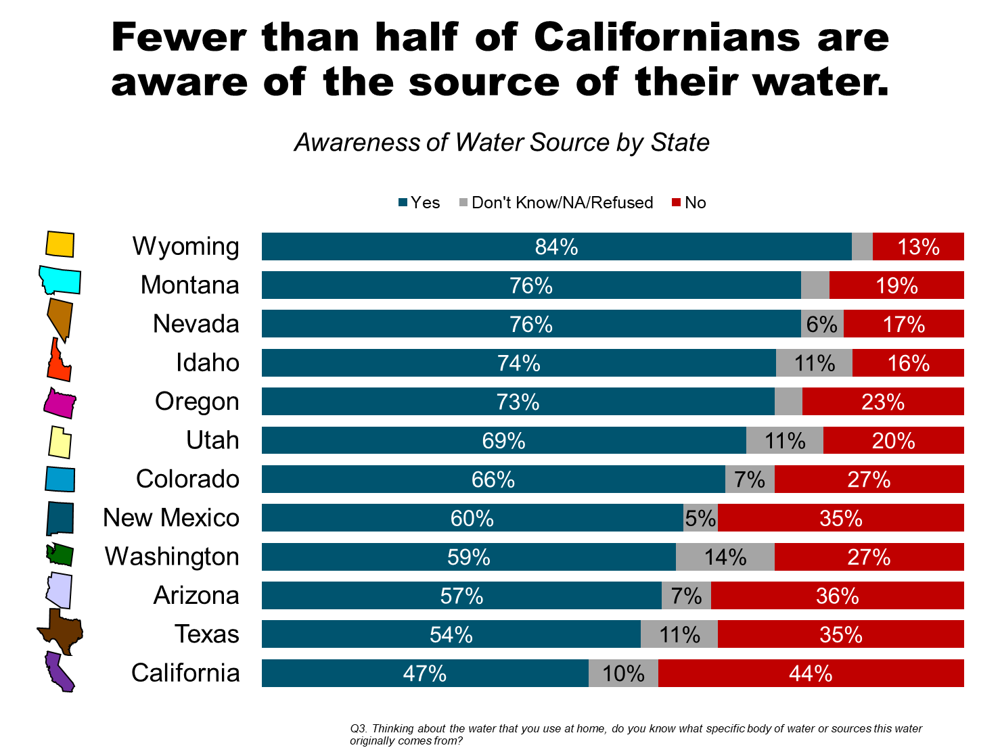 Fewer than half of Californians are
aware of the source of their water.
Awareness of Water Source by State
Yes Don't Know/NA/Refused No
Wyoming 84% 13%
Montana 76% 19%
Nevada 76% 6% 17%
Idaho 74% 11% 16%
Oregon 73% 23%
Utah 69% 11% 20%
Colorado 66% 7% 27%
New Mexico 60% 5% 35%
Washington 59% 14% 27%
Arizona 57% 7% 36%
Texas 54% 11% 35%
California 47% 10% 44%
Q3. Thinking about the water that you use at home, do you know what specific body of water or sources this water
originally comes from?